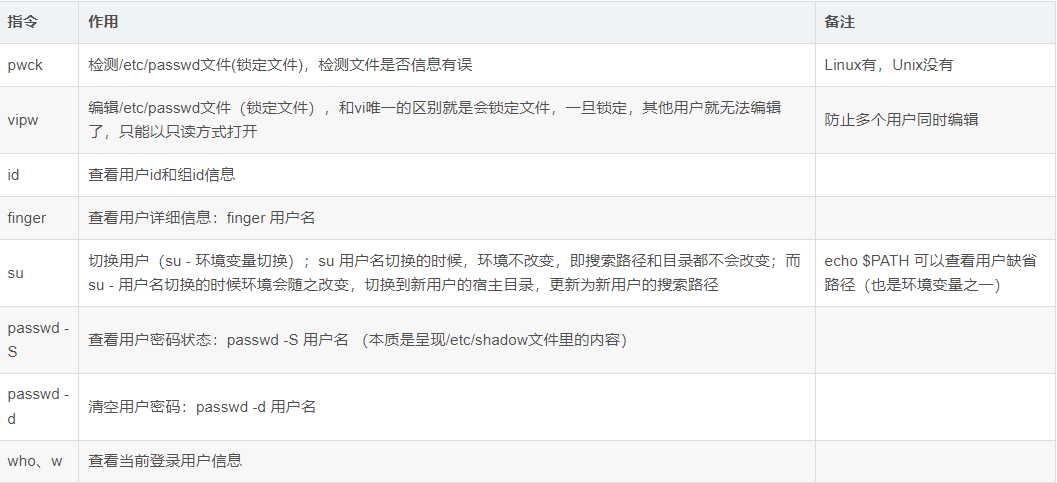 指令 作用 备注
pwck 检测/etc/passwd文件(锁定文件)，检测文件是否信息有误 Linux有，Unix没有
vipw 编辑/etc/passwd文件（锁定文件），和vi唯一的区别就是会锁定文件，一旦锁定，其他用户就无法编辑
了，只能以只读方式打开 防止多个用户同时编辑
id 查看用户id和组id信息
finger 查看用户详细信息：finger 用户名
su 切换用户（su - 环境变量切换）；su 用户名切换的时候，环境不改变，即搜索路径和目录都不会改变；而
su - 用户名切换的时候环境会随之改变，切换到新用户的宿主目录，更新为新用户的搜索路径
echo $PATH 可以查看用户缺省
路径（也是环境变量之一）
passwd -
S
查看用户密码状态：passwd -S 用户名 （本质是呈现/etc/shadow文件里的内容）
passwd -
d
清空用户密码：passwd -d 用户名
who、w 查看当前登录用户信息